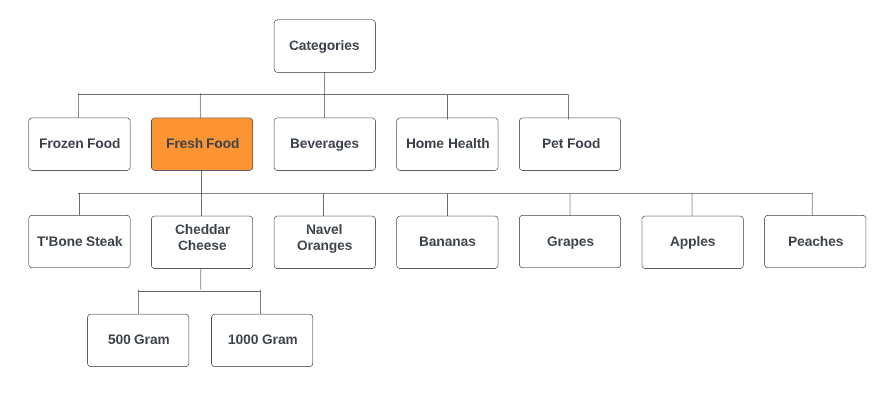 Categories
Frozen Food
Fresh Food
Beverages
Home Health
Pet Food
T'Bone Steak
Cheddar
Cheese
Navel
Oranges
Bananas
Grapes
Apples
Peaches
500 Gram
1000 Gram